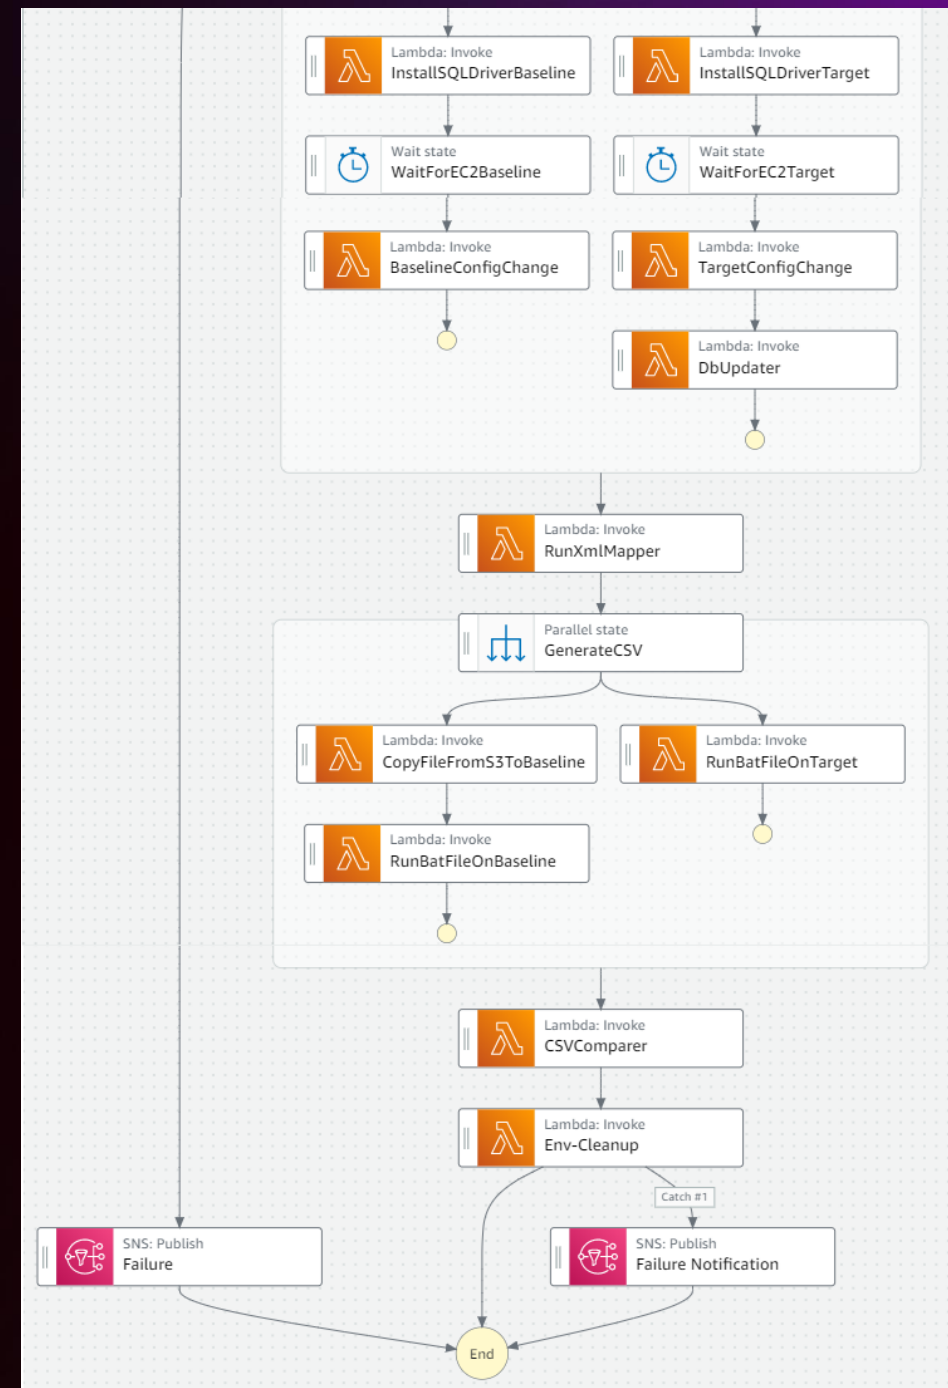 Lambda: Invoke
InstallSQLDriverBaseline
Lambda: Invoke
InstallSQLDriverTarget
Wait state
WaitForEC2Baseline
Wait state
WaitForEC2Target
Lambda: Invoke
BaselineConfigChange
Lambda: Invoke
TargetConfigChange
Lambda: Invoke
DbUpdater
Lambda: Invoke
RunXmlMapper
Parallel state
GenerateCSV
Lambda: Invoke
CopyFileFromS3ToBaseline
Lambda: Invoke
RunBatFileOnTarget
Lambda: Invoke
RunBatFileOnBaseline
Lambda: Invoke
CSVComparer
Lambda: Invoke
Env-Cleanup
Catch #1
SNS: Publish
Failure
SNS: Publish
Failure Notification
End